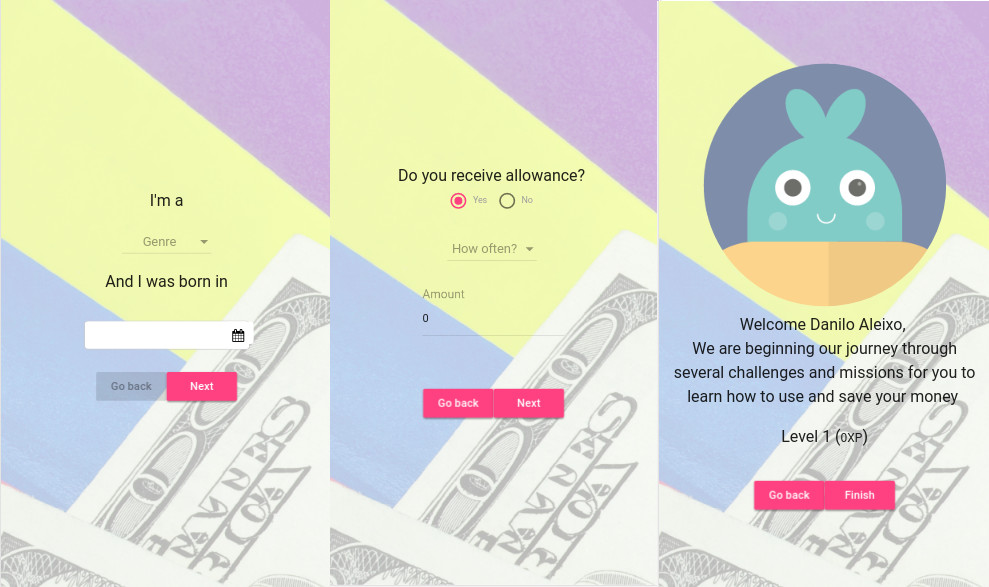 I'm a
Genre
And I was born in
Go back Next
Do you receive allowance?
Yes No
How often?
Amount
0
Go back Next
Welcome Danilo Aleixo,
We are beginning our journey through
several challenges and missions for you to
learn how to use and save your money
Level 1 (0XP)
Go back Finish